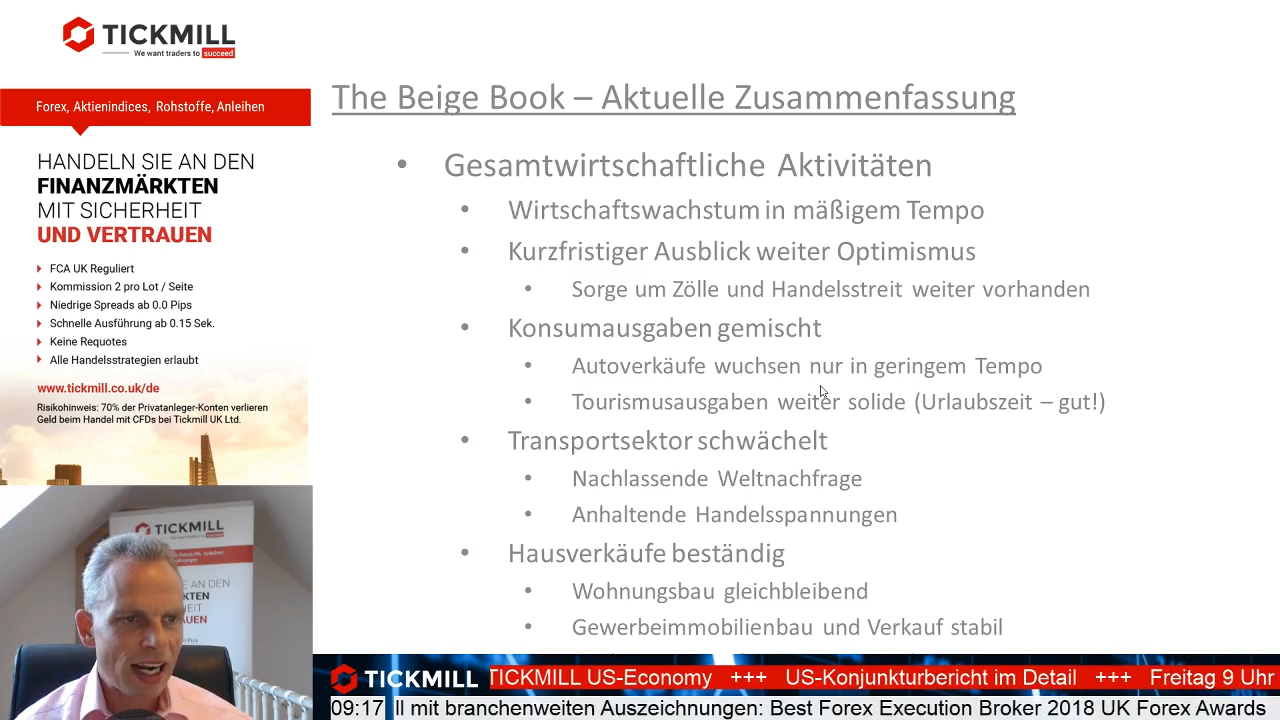 TICKMILL
We want traders to succeed
Forex, Aktienindices, Rohstoffe, Anleihen
HANDELN SIE AN DEN
FINANZMÄRKTEN
MIT SICHERHEIT
UND VERTRAUEN
FCA UK Reguliert
Kommission 2 pro Lot / Seite
Niedrige Spreads ab 0.0 Pips
Schnelle Ausführung ab 0.15 Sek.
Keine Requotes
Alle Handelsstrategien erlaubt
www.tickmill.co.uk/de
Risikohinweis: 70% der Privatanleger-Konten verlieren
Geld beim Handel mit CFDs bei Tickmill UK Ltd.
The Beige Book – Aktuelle Zusammenfassung
• Gesamtwirtschaftliche Aktivitäten
• Wirtschaftswachstum in mäßigem Tempo
• Kurzfristiger Ausblick weiter Optimismus
• Sorge um Zölle und Handelsstreit weiter vorhanden
• Konsumausgaben gemischt
• Autoverkäufe wuchsen nur in geringem Tempo
• Tourismusausgaben weiter solide (Urlaubszeit – gut!)
• Transportsektor schwächelt
• Nachlassende Weltnachfrage
• Anhaltende Handelsspannungen
• Hausverkäufe beständig
• Wohnungsbau gleichbleibend
• Gewerbeimmobilienbau und Verkauf stabil
TICKMILL
E AN DEN
KTEN
HEIT
AUEN
TICKMILL
TICKMILL US-Economy +++ US-Konjunkturbericht im Detail +++ Freitag 9 Uhr
09:17 ll mit branchenweiten Auszeichnungen: Best Forex Execution Broker 2018 UK Forex Awards